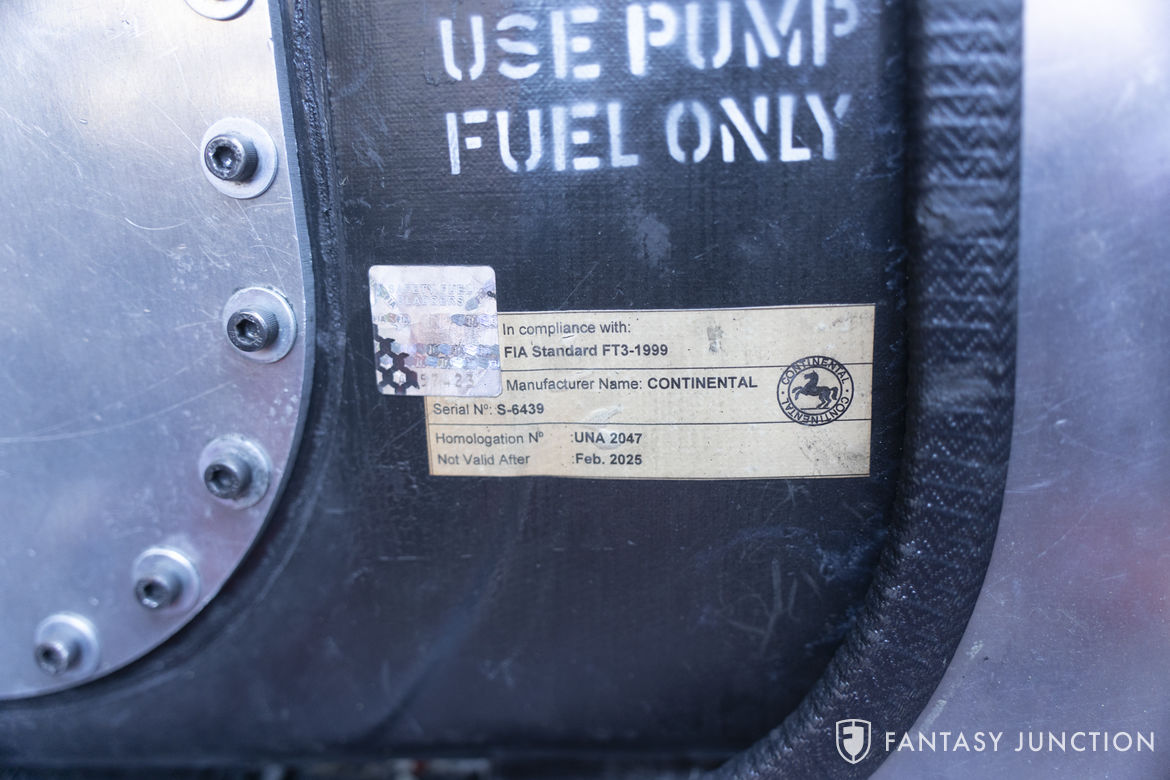 USE PUMP
FUEL ONLY
In compliance with:
FIA Standard FT3-1999
Manufacturer Name: CONTINENTAL
Serial Nº: S-6439
Homologation Nº :UNA 2047
Not Valid After :Feb. 2025
CONTINENTAL
CONTINENTAL
FANTASY JUNCTION